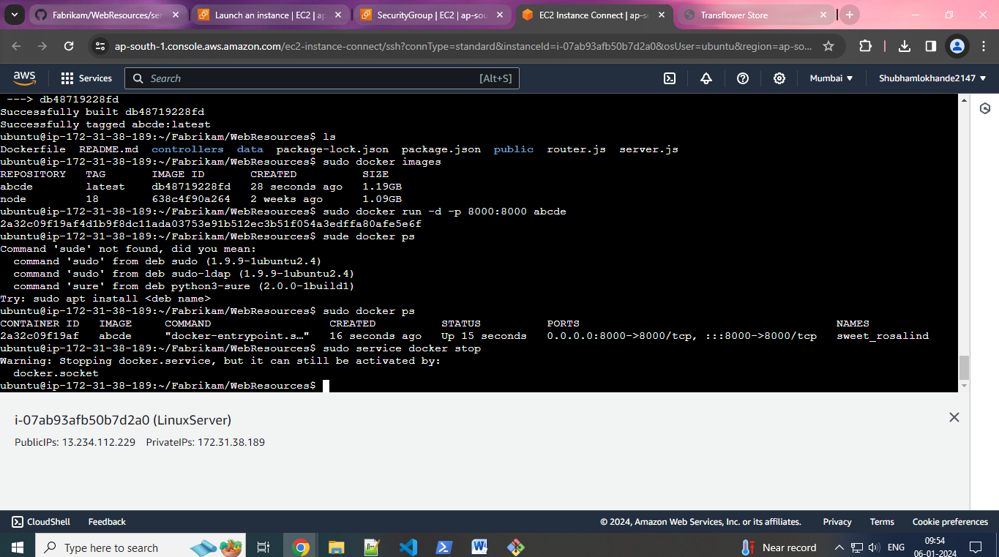 Fabrikam/WebResources/ser
Launch an instance | EC2 | ap
SecurityGroup | EC2 | ap-sou
EC2 Instance Connect | ap-so
Transflower Store
ap-south-1.console.aws.amazon.com/ec2-instance-connect/ssh?connType=standard&instanceId=i-07ab93afb50b7d2a0&osUser=ubuntu&region=ap-so...
aws
Services
Search
[Alt+S]
Mumbai
Shubhamlokhande2147
---> db48719228fd
Successfully built db48719228fd
Successfully tagged abcde:latest
ubuntu@ip-172-31-38-189:~/Fabrikam/WebResources$ ls
Dockerfile README.md controllers data package-lock.json package.json public router.js server.js
ubuntu@ip-172-31-38-189:~/Fabrikam/WebResources$ sudo docker images
REPOSITORY TAG IMAGE ID CREATED SIZE
abcde latest db48719228fd 28 seconds ago 1.19GB
node 18 638c4f90a264 2 weeks ago 1.09GB
ubuntu@ip-172-31-38-189:~/Fabrikam/WebResources$ sudo docker run -d -p 8000:8000 abcde
2a32c09f19af4d1b9f8dc11ada03753e91b512ec3b51f054a3edffa80afe5e6f
ubuntu@ip-172-31-38-189:~/Fabrikam/WebResources$ sude docker ps
Command 'sude' not found, did you mean:
command 'sudo' from deb sudo (1.9.9-1ubuntu2.4)
command 'sudo' from deb sudo-ldap (1.9.9-1ubuntu2.4)
command 'sure' from deb python3-sure (2.0.0-1build1)
Try: sudo apt install <deb name>
ubuntu@ip-172-31-38-189:~/Fabrikam/WebResources$ sudo docker ps
CONTAINER ID IMAGE COMMAND CREATED STATUS PORTS NAMES
2a32c09f19af abcde "docker-entrypoint.s…" 16 seconds ago Up 15 seconds 0.0.0.0:8000->8000/tcp, :::8000->8000/tcp sweet_rosalind
ubuntu@ip-172-31-38-189:~/Fabrikam/WebResources$ sudo service docker stop
Warning: Stopping docker.service, but it can still be activated by:
docker.socket
ubuntu@ip-172-31-38-189:~/Fabrikam/WebResources$
i-07ab93afb50b7d2a0 (LinuxServer)
PublicIPs: 13.234.112.229 PrivateIPs: 172.31.38.189
CloudShell
Feedback
© 2024, Amazon Web Services, Inc. or its affiliates.
Privacy
Terms
Cookie preferences
Type here to search
Near record
ENG
09:54
06-01-2024